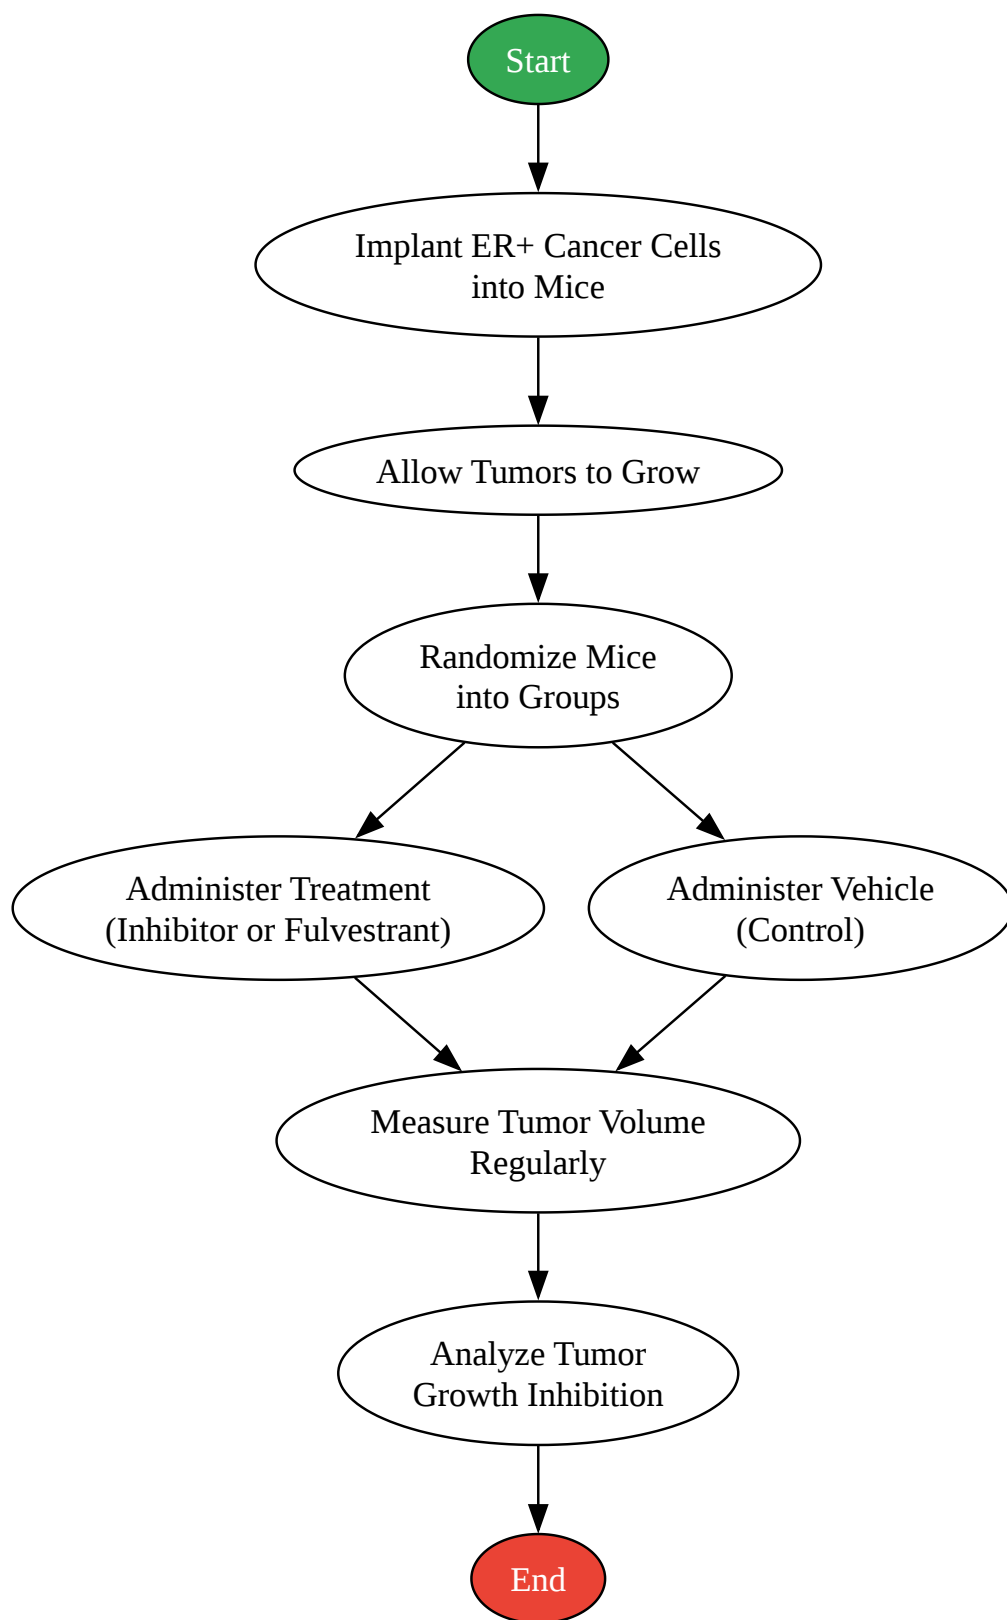 Start
Implant ER+ Cancer Cells
into Mice
Allow Tumors to Grow
Randomize Mice
into Groups
Administer Treatment
(Inhibitor or Fulvestrant)
Administer Vehicle
(Control)
Measure Tumor Volume
Regularly
Analyze Tumor
Growth Inhibition
End